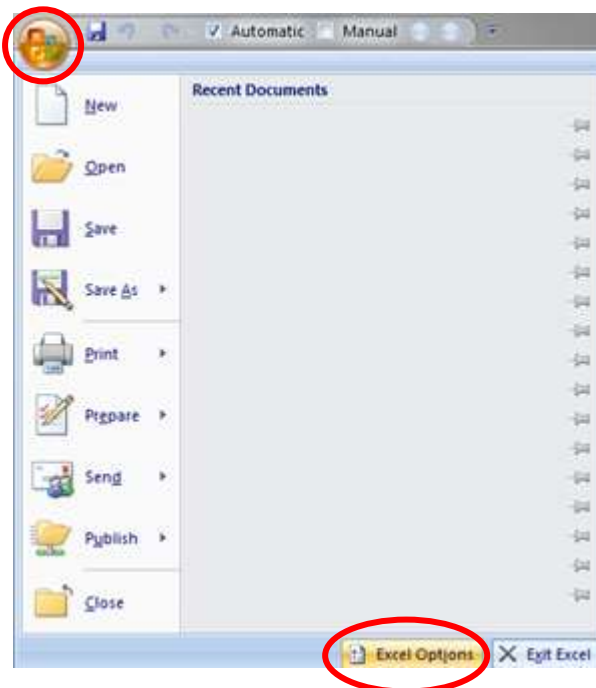 Automatic Manual
Recent Documents
New
Open
Save
Save As
Print
Prepare
Send
Publish
Close
Excel Options Exit Excel